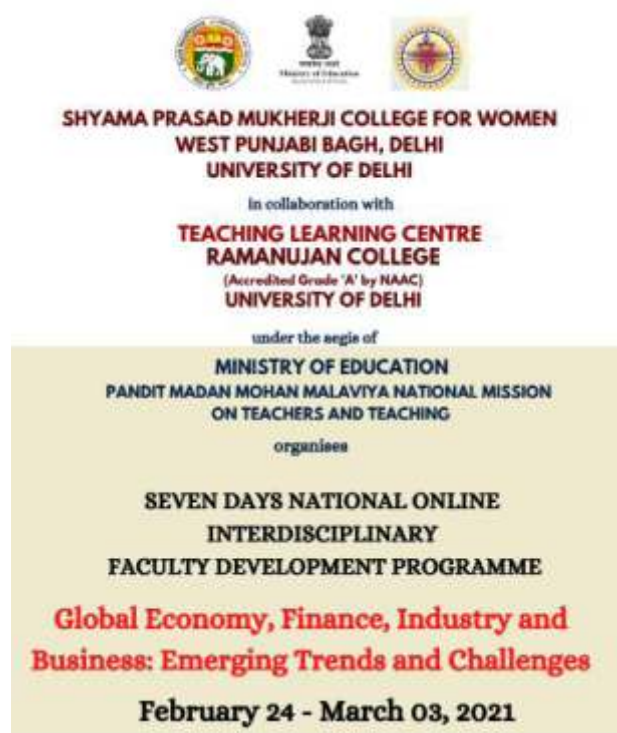 Ministry of Education
SHYAMA PRASAD MUKHERJI COLLEGE FOR WOMEN
WEST PUNJABI BAGH, DELHI
UNIVERSITY OF DELHI
in collaboration with
TEACHING LEARNING CENTRE
RAMANUJAN COLLEGE
(Accredited Grade 'A' by NAAC)
UNIVERSITY OF DELHI
under the aegis of
MINISTRY OF EDUCATION
PANDIT MADAN MOHAN MALAVIYA NATIONAL MISSION
ON TEACHERS AND TEACHING
organises
SEVEN DAYS NATIONAL ONLINE
INTERDISCIPLINARY
FACULTY DEVELOPMENT PROGRAMME
Global Economy, Finance, Industry and
Business: Emerging Trends and Challenges
February 24 - March 03, 2021